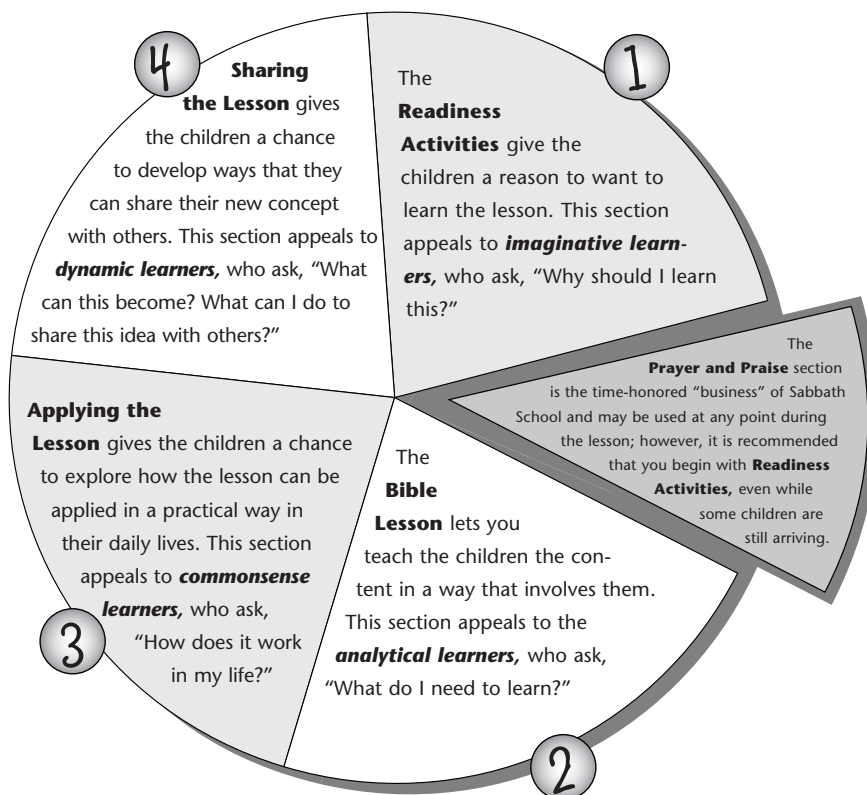 1
The
Readiness
Activities give the
children a reason to want to
learn the lesson. This section
appeals to imaginative learn-
ers, who ask, “Why should I learn
this?”
The
Prayer and Praise section
is the time-honored “business” of Sabbath
School and may be used at any point during
the lesson; however, it is recommended
that you begin with Readiness
Activities, even while
some children are
still arriving.
2
The
Bible
Lesson lets you
teach the children the con-
tent in a way that involves them.
This section appeals to the
analytical learners, who ask,
“What do I need to learn?”
3
Applying the
Lesson gives the children a chance
to explore how the lesson can be
applied in a practical way in
their daily lives. This section
appeals to commonsense
learners, who ask,
“How does it work
in my life?”
4
Sharing
the Lesson gives
the children a chance
to develop ways that they
can share their new concept
with others. This section appeals to
dynamic learners, who ask, “What
can this become? What can I do to
share this idea with others?”